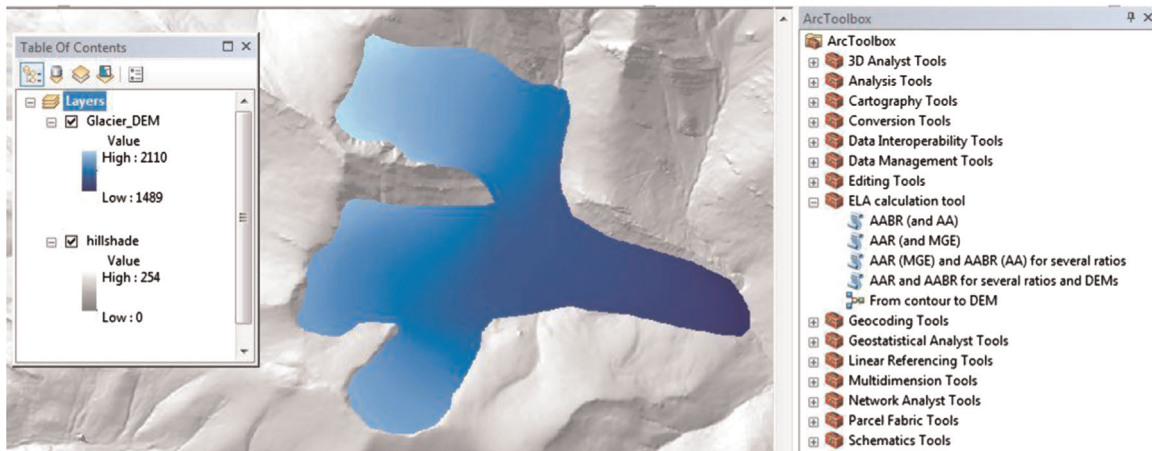 Table Of Contents
Layers
Glacier_DEM
Value
High : 2110
Low : 1489
hillshade
Value
High : 254
Low : 0
ArcToolbox
ArcToolbox
3D Analyst Tools
Analysis Tools
Cartography Tools
Conversion Tools
Data Interoperability Tools
Data Management Tools
Editing Tools
ELA calculation tool
AABR (and AA)
AAR (and MGE)
AAR (MGE) and AABR (AA) for several ratios
AAR and AABR for several ratios and DEMs
From contour to DEM
Geocoding Tools
Geostatistical Analyst Tools
Linear Referencing Tools
Multidimension Tools
Network Analyst Tools
Parcel Fabric Tools
Schematics Tools